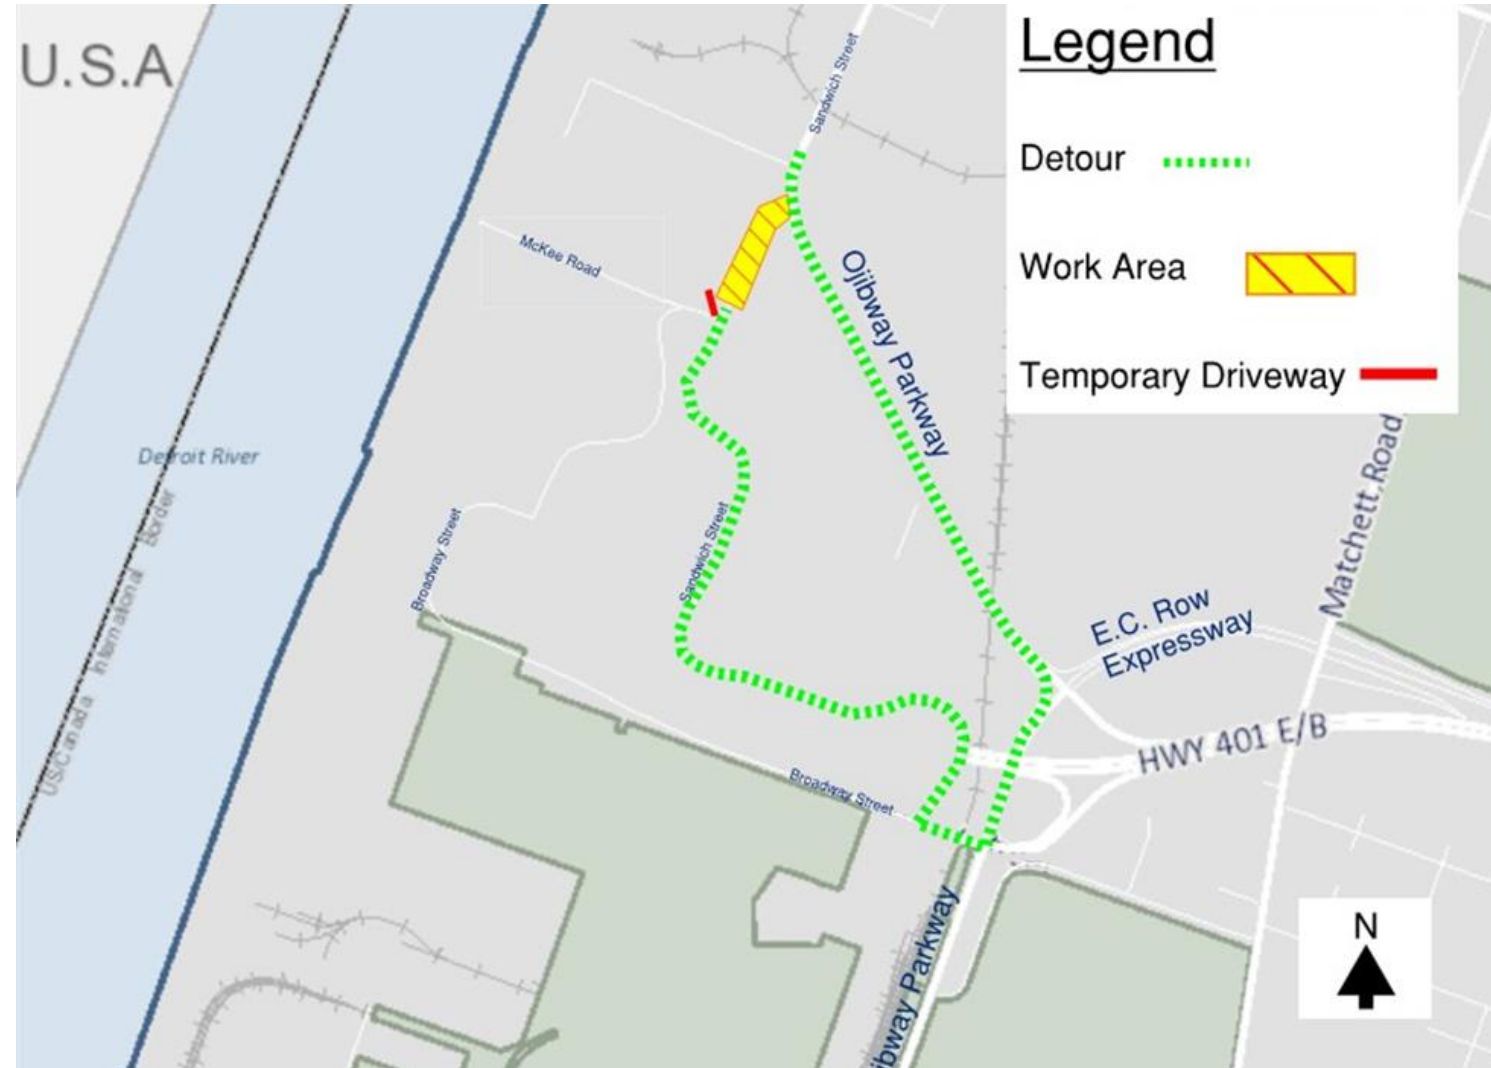 U.S.A
Legend
Sandwich Street
Detour
Work Area
McKee Road
Ojibway Parkway
Temporary Driveway
Matchett Road
Detroit River
US/Canada International Border
Broadway Street
Sandwich Street
E.C. Row
Expressway
HWY 401 E/B
Broadway Street
Parkway
N